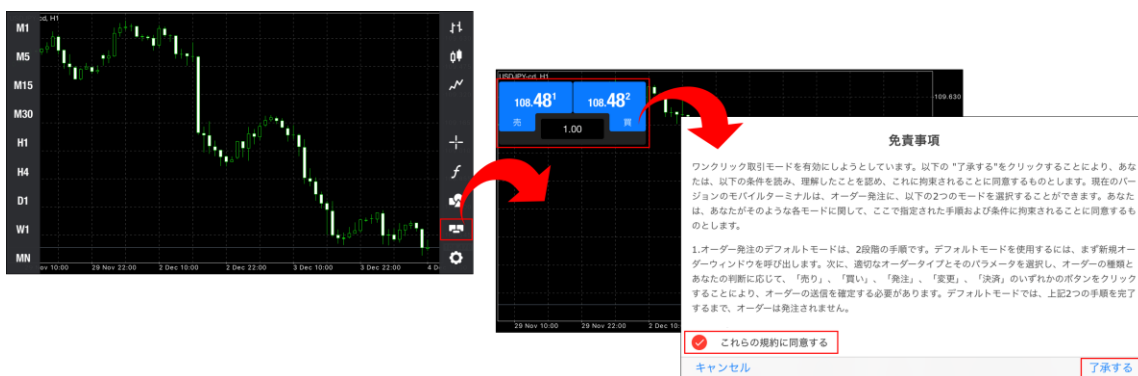 cd, H1
M1
M5
M15
M30
H1
H4
D1
W1
MN
f
10:00
29 Nov 22:00
2 Dec 10:00
2 Dec 22:00
3 Dec 10:00
3 Dec 22:00
USDJPY-cd, H1
108.48¹
108.48²
売
1.00
買
109.630
29 Nov 10:00
29 Nov 22:00
2 Dec 10:
免責事項
ワンクリック取引モードを有効にしようとしています。以下の "了承する"をクリックすることにより、あな
たは、以下の条件を読み、理解したことを認め、これに拘束されることに同意するものとします。現在のバー
ジョンのモバイルターミナルは、オーダー発注に、以下の2つのモードを選択することができます。あなた
は、あなたがそのような各モードに関して、ここで指定された手順および条件に拘束されることに同意するも
のとします。
1.オーダー発注のデフォルトモードは、2段階の手順です。デフォルトモードを使用するには、まず新規オー
ダーウィンドウを呼び出します。次に、適切なオーダータイプとそのパラメータを選択し、オーダーの種類と
あなたの判断に応じて、「売り」、「買い」、「発注」、「変更」、「決済」のいずれかのボタンをクリック
することにより、オーダーの送信を確定する必要があります。デフォルトモードでは、上記2つの手順を完了
するまで、オーダーは発注されません。
これらの規約に同意する
キャンセル
了承する